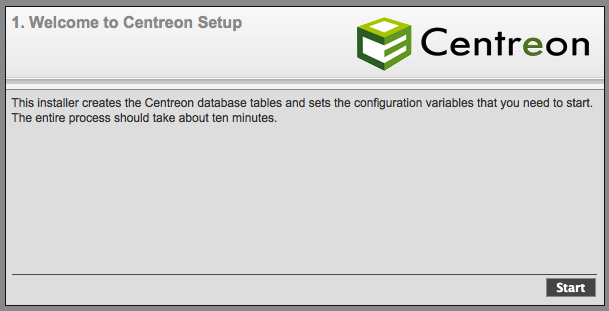 1. Welcome to Centreon Setup
Centreon
This installer creates the Centreon database tables and sets the configuration variables that you need to start.
The entire process should take about ten minutes.
Start